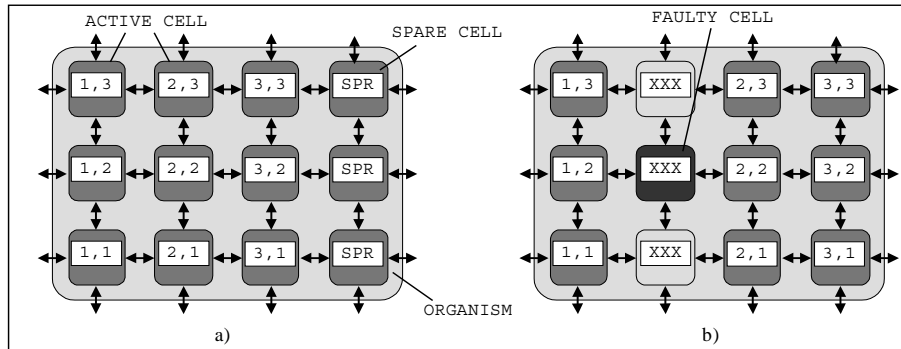 ACTIVE CELL
SPARE CELL
1,3 2,3 3,3 SPR
1,2 2,2 3,2 SPR
1,1 2,1 3,1 SPR
ORGANISM
a)
FAULTY CELL
1,3 XXX 2,3 3,3
1,2 XXX 2,2 3,2
1,1 XXX 2,1 3,1
b)